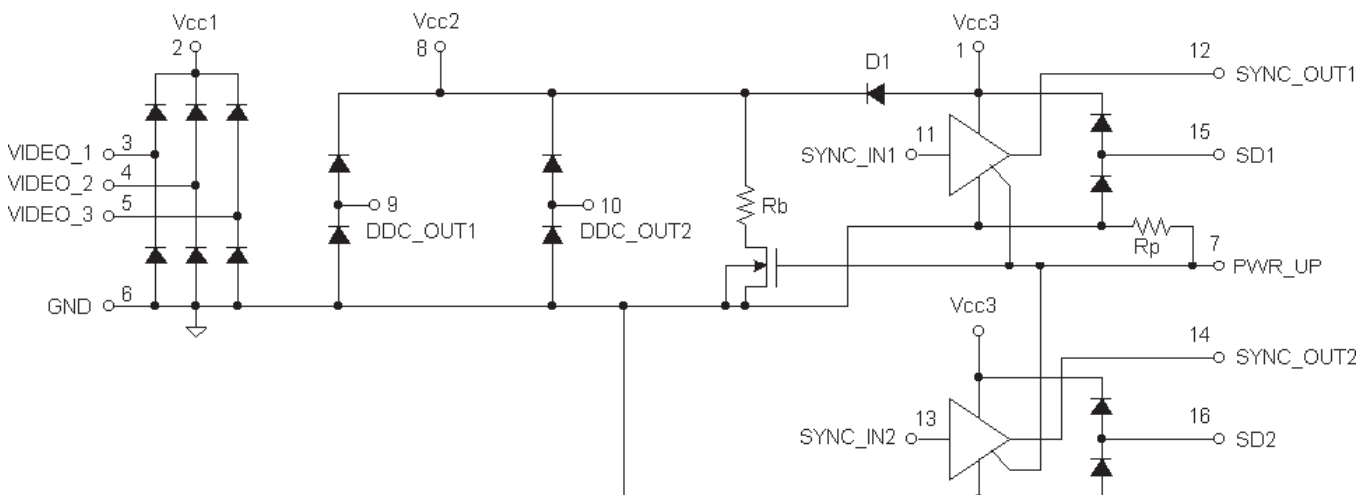 Vcc1
2
Vcc2
8
Vcc3
1
D1
12
SYNC_OUT1
VIDEO_1 3
VIDEO_2 4
VIDEO_3 5
SYNC_IN1 11
15
SD1
9
DDC_OUT1
10
DDC_OUT2
Rb
Rp
7
PWR_UP
GND 6
Vcc3
14
SYNC_OUT2
SYNC_IN2 13
16
SD2